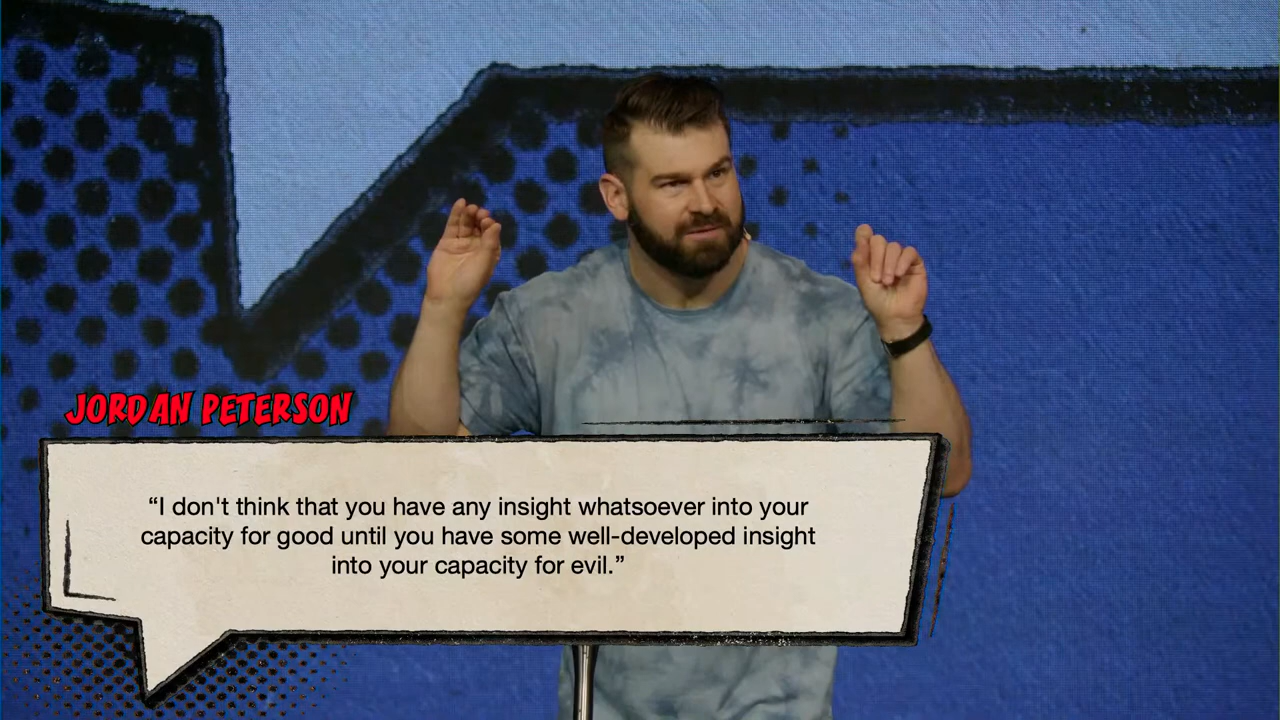 JORDAN PETERSON
“I don't think that you have any insight whatsoever into your
capacity for good until you have some well-developed insight
into your capacity for evil.”